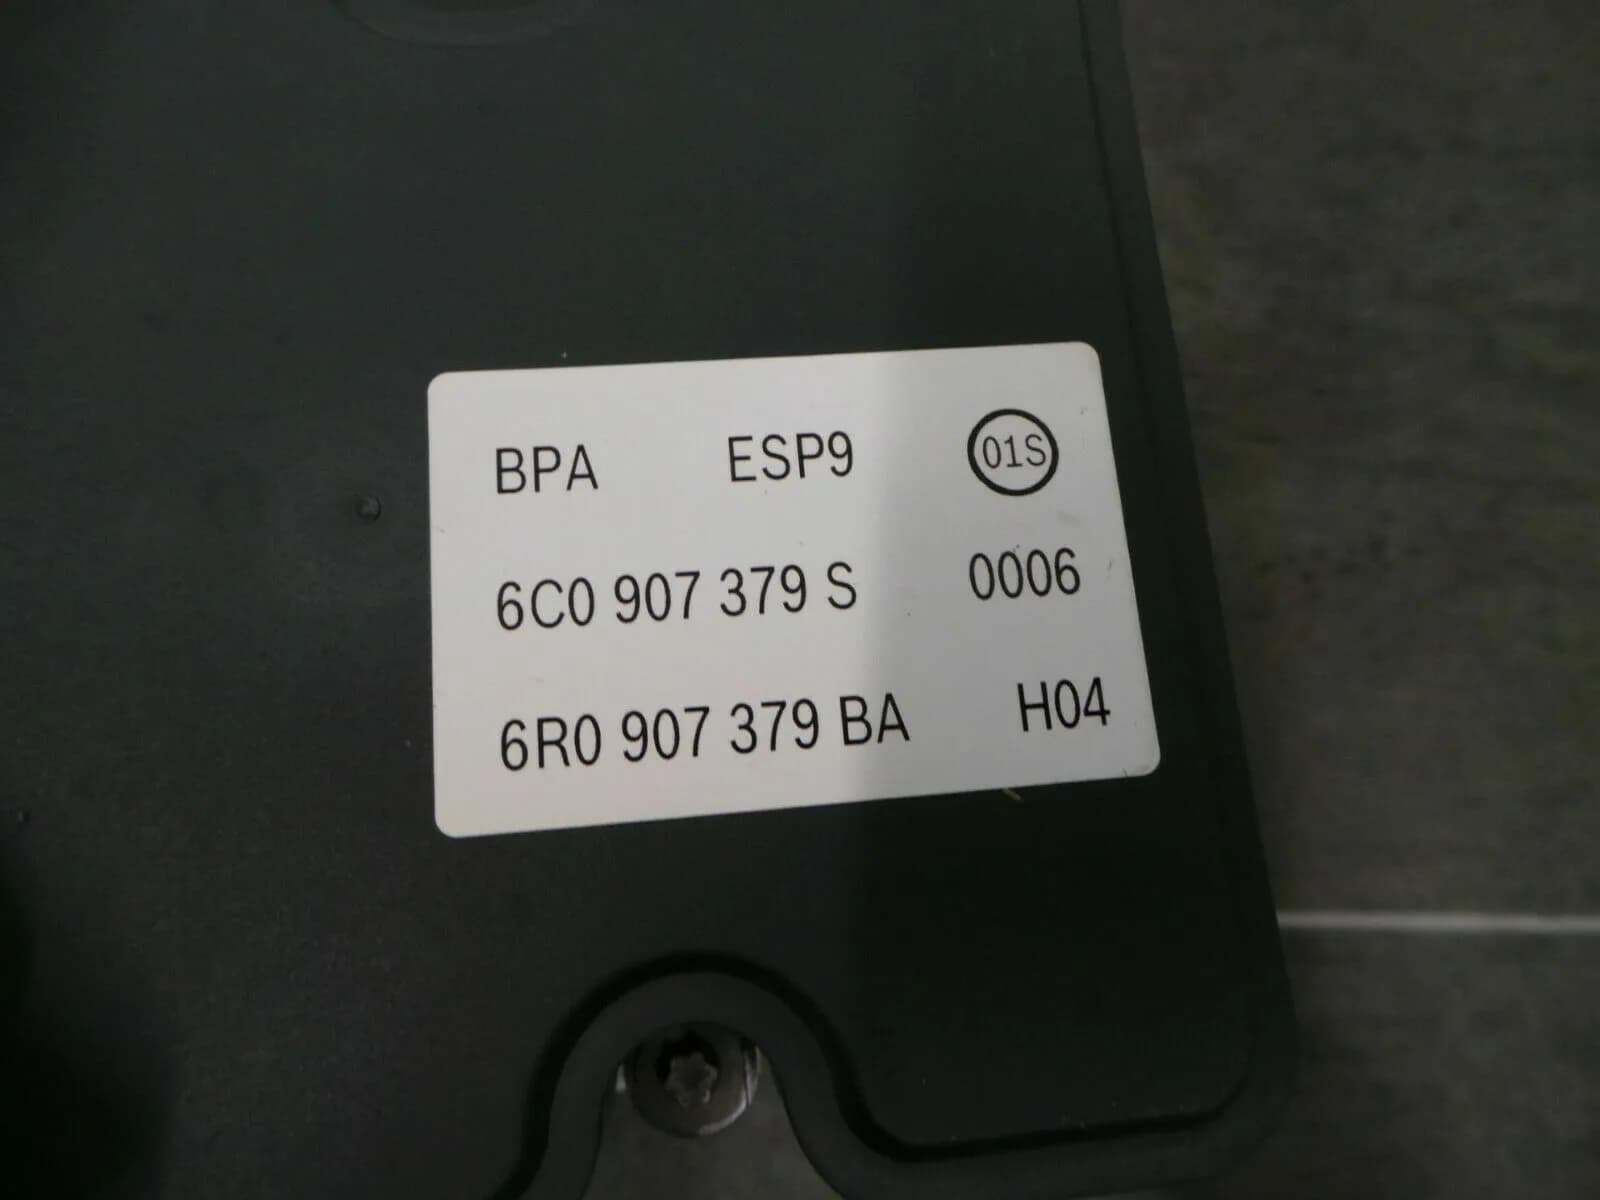 BPA ESP9 01S
6C0 907 379 S 0006
6R0 907 379 BA H04